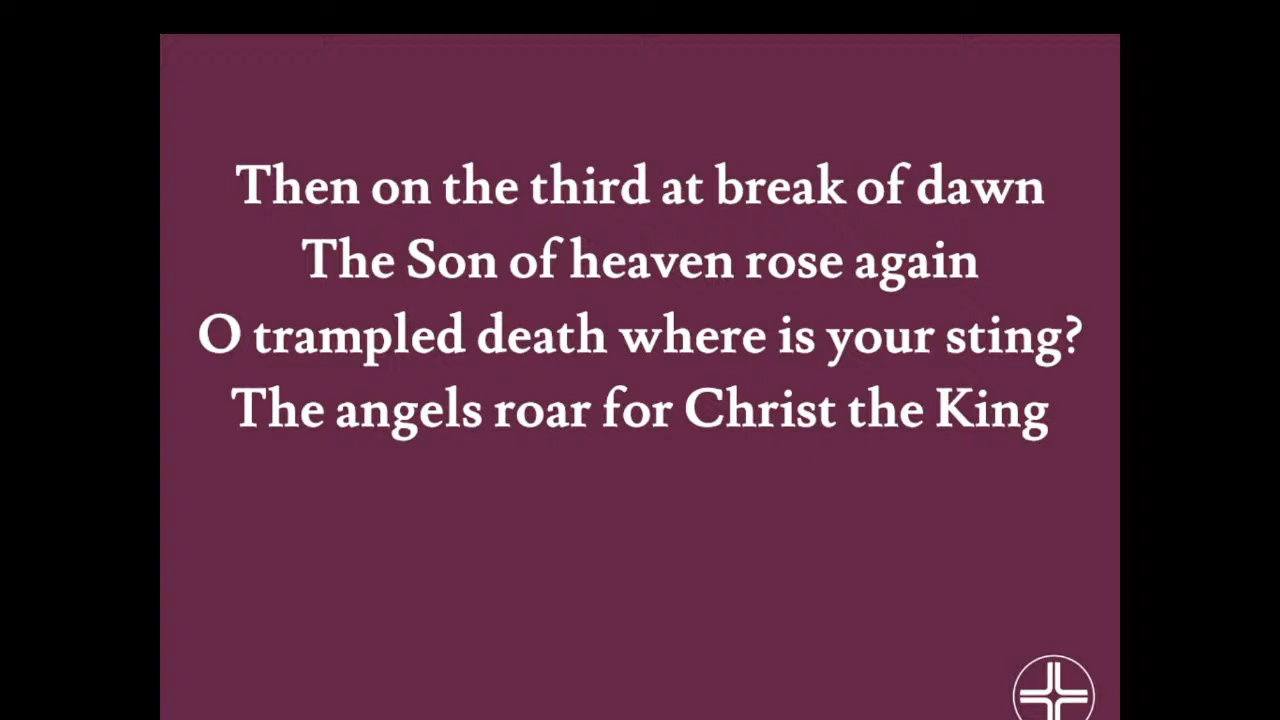 Then on the third at break of dawn
The Son of heaven rose again
O trampled death where is your sting?
The angels roar for Christ the King